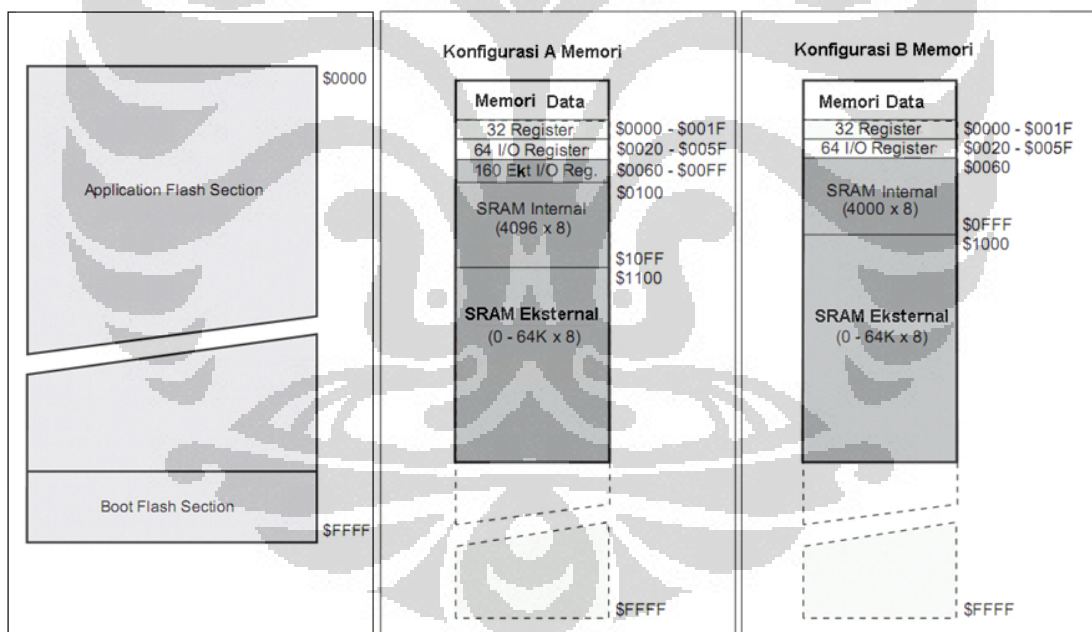 $0000
Application Flash Section
Boot Flash Section
$FFFF
Konfigurasi A Memori
Memori Data
32 Register
$0000 - $001F
64 I/O Register
$0020 - $005F
160 Ekt I/O Reg.
$0060 - $00FF
$0100
SRAM Internal
(4096 x 8)
$10FF
$1100
SRAM Eksternal
(0 - 64K x 8)
$FFFF
Konfigurasi B Memori
Memori Data
32 Register
$0000 - $001F
64 I/O Register
$0020 - $005F
$0060
SRAM Internal
(4000 x 8)
$0FFF
$1000
SRAM Eksternal
(0 - 64K x 8)
$FFFF